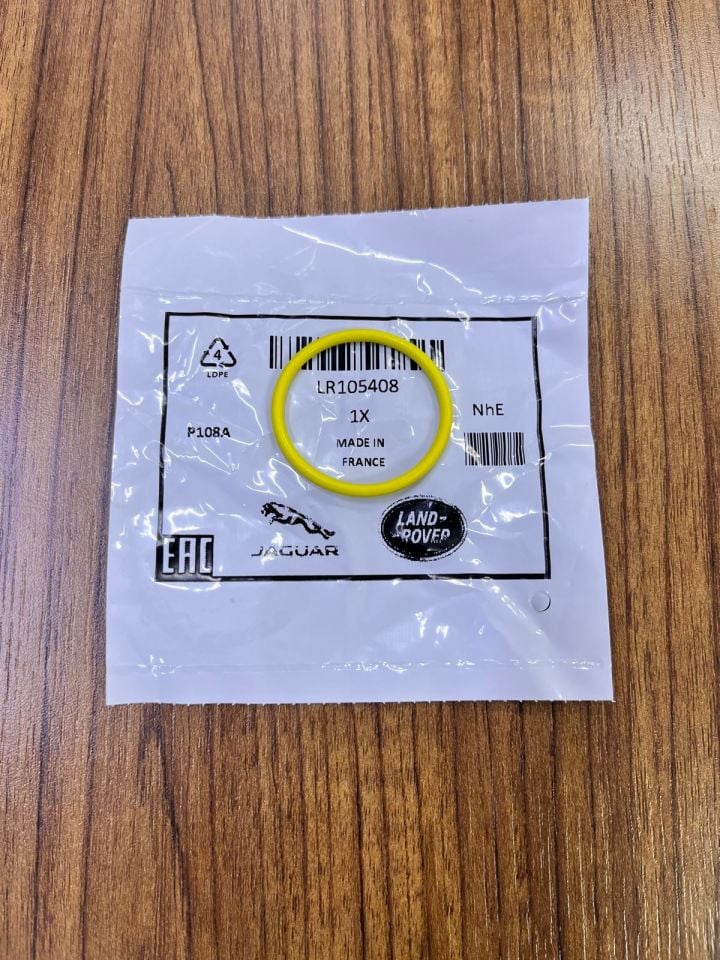 4
LDPE
LR105408
1X
NhE
P108A
MADE IN
FRANCE
JAGUAR
LAND-
ROVER
EAC